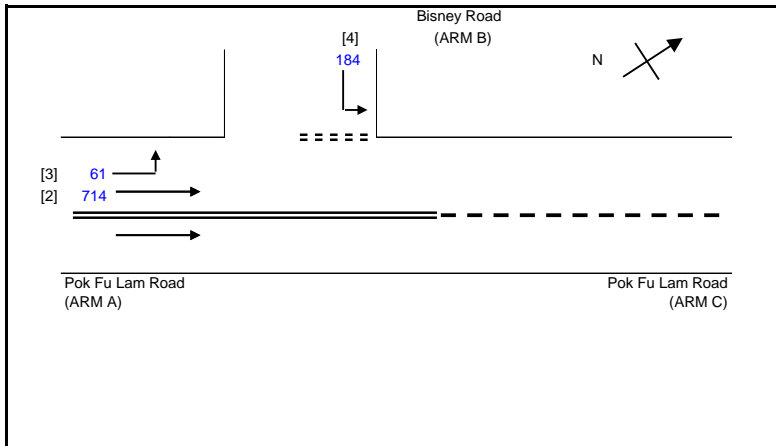 Bisney Road
[4] (ARM B)
184
N
[3] 61
[2] 714
Pok Fu Lam Road
(ARM A)
Pok Fu Lam Road
(ARM C)